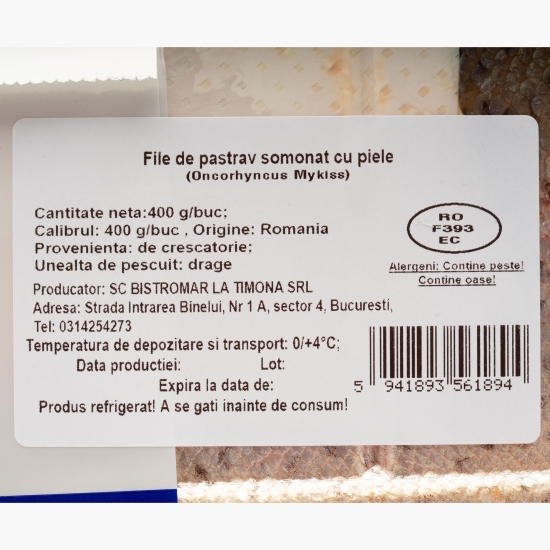 File de pastrav somonat cu piele
(Oncorhyncus Mykiss)
Cantitate neta:400 g/buc;
Calibrul: 400 g/buc , Origine: Romania
Provenienta: de crescatorie;
Unealta de pescuit: drage
RO
F393
EC
Alergeni: Contine peste!
Contine oase!
Producator: SC BISTROMAR LA TIMONA SRL
Adresa: Strada Intrarea Binelui, Nr 1 A, sector 4, Bucuresti,
Tel: 0314254273
Temperatura de depozitare si transport: 0/+4°C;
Data productiei: Lot:
Expira la data de:
Produs refrigerat! A se gati inainte de consum!
5 941893 561894